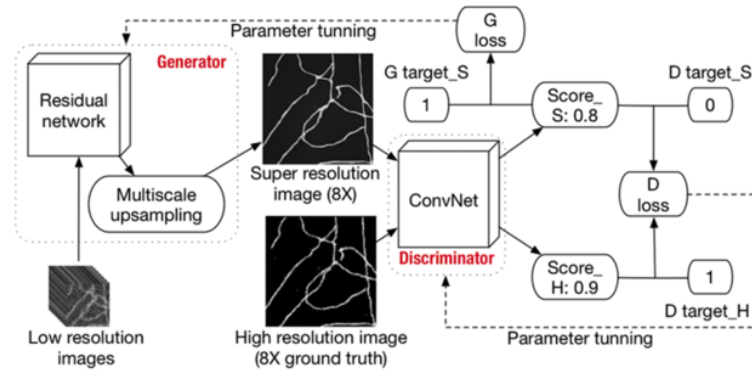 Parameter tunning
G
loss
Generator
G target_S
D target_S
Residual
network
1
Score_
S: 0.8
0
Super resolution
image (8X)
Multiscale
upsampling
ConvNet
D
loss
Discriminator
Score_
H: 0.9
1
D target_H
Low resolution
images
High resolution image
(8X ground truth)
Parameter tunning